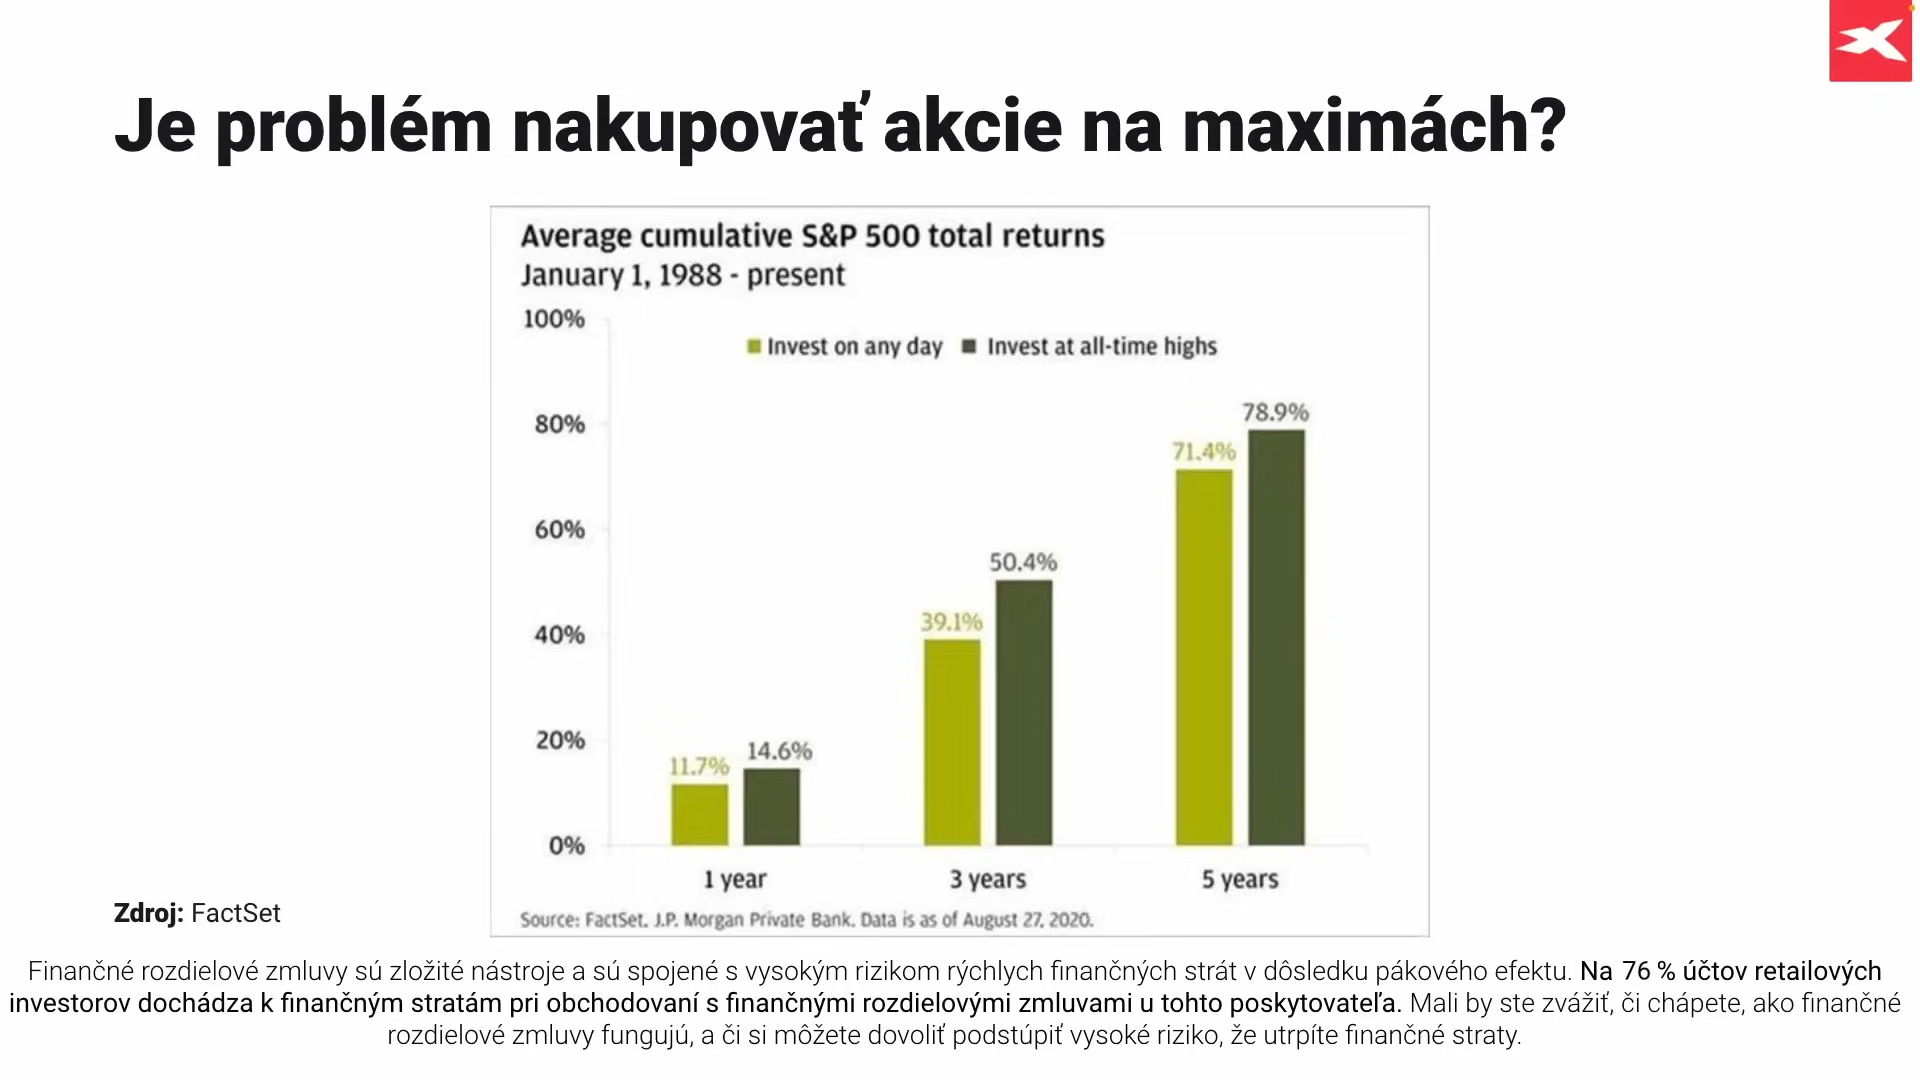 Je problém nakupovať akcie na maximách?
Average cumulative S&P 500 total returns
January 1, 1988 - present
100%
Invest on any day Invest at all-time highs
80%
60%
40%
20%
0%
11.7%
14.6%
39.1%
50.4%
71.4%
78.9%
1 year 3 years 5 years
Source: FactSet, J.P. Morgan Private Bank. Data is as of August 27, 2020.
Zdroj: FactSet
Finančné rozdielové zmluvy sú zložité nástroje a sú spojené s vysokým rizikom rýchlych finančných strát v dôsledku pákového efektu. Na 76 % účtov retailových
investorov dochádza k finančným stratám pri obchodovaní s finančnými rozdielovými zmluvami u tohto poskytovateľa. Mali by ste zvážiť, či chápete, ako finančné
rozdielové zmluvy fungujú, a či si môžete dovoliť podstúpiť vysoké riziko, že utrpíte finančné straty.